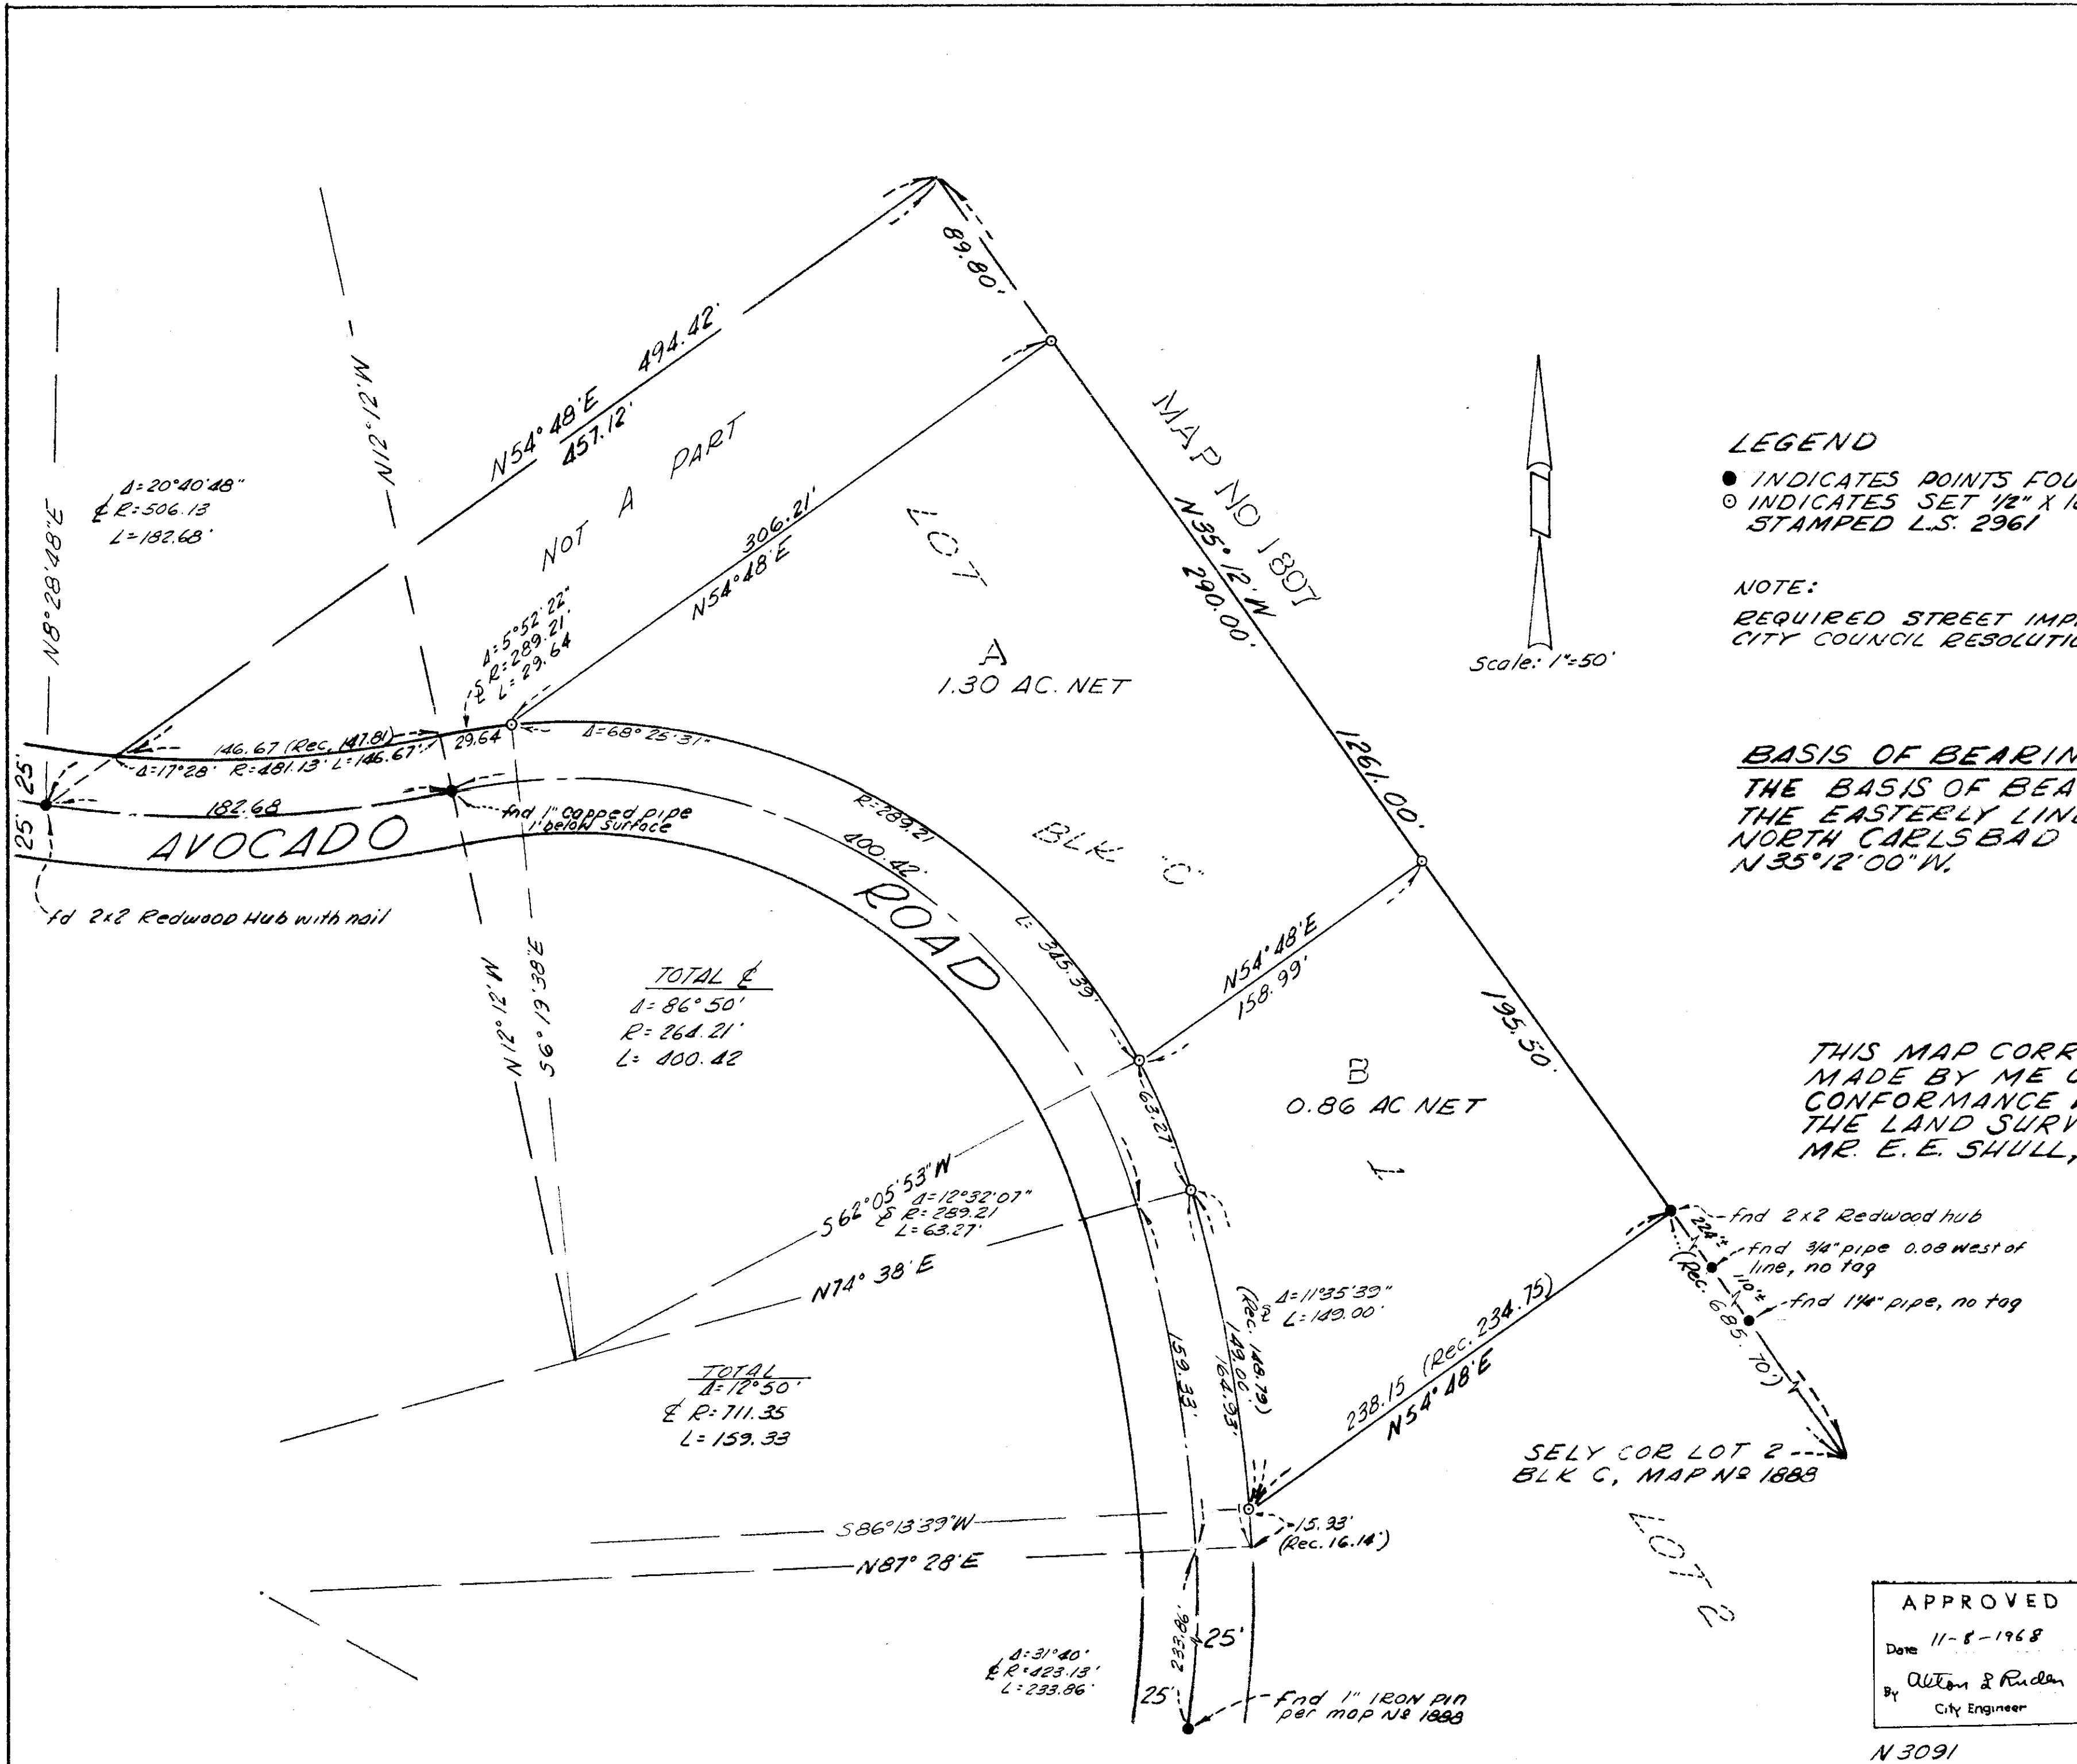 89.80'
N54°48'E 494.42'
457.12'
N12°12'W
NOT A PART
306.21'
N54°48'E
LOT
MAP NO 1897
N35°12'W
290.00'
1261.00'
195.50'
N8°28'48"E
Δ=20°40'48"
℄ R=506.13
L=182.68'
Δ=5°52'22"
R=289.21'
L=29.64
A
1.30 AC. NET
Scale: 1"=50'
LEGEND
● INDICATES POINTS FOU
⊙ INDICATES SET 1/2" X 18
STAMPED L.S. 2961
NOTE:
REQUIRED STREET IMP
CITY COUNCIL RESOLUTIO
BASIS OF BEARIN
THE BASIS OF BEA
THE EASTERLY LIN
NORTH CARLSBAD
N 35°12'00" W.
THIS MAP CORR
MADE BY ME O
CONFORMANCE
THE LAND SURV
MR. E. E. SHULL,
146.67 (Rec. 147.81)
29.64
Δ=68°25'31"
Δ=17°28' R=481.13' L=146.67'
25'
25'
182.68
fnd 1" capped pipe
1' below surface
AVOCADO
ROAD
fd 2x2 Redwood Hub with nail
R=289.21
400.42'
L= 345.39'
BLK. "C"
N12°12'W
S6°19'38"E
TOTAL ℄
Δ= 86°50'
R= 264.21'
L= 400.42
N54°48'E
158.99'
B
0.86 AC NET
1
63.27'
S62°05'53"W
Δ=12°32'07"
R=289.21
L=63.27'
N74°38'E
TOTAL
Δ=12°50'
℄ R=711.35
L=159.33
159.33'
(Rec. 148.79)
149.00'
164.93'
Δ=11°35'39"
L=149.00'
238.15 (Rec. 234.75)
N54°48'E
fnd 2x2 Redwood hub
224'±
fnd 3/4" pipe 0.08 west of
line, no tag
110'±
fnd 1 1/4" pipe, no tag
(Rec. 685.70')
SELY COR LOT 2
BLK C, MAP Nº 1888
LOT 2
S86°13'39"W
N87°28'E
15.93'
(Rec. 16.14')
233.86'
25'
25'
Δ=31°40'
℄ R=423.13'
L=233.86'
Fnd 1" IRON pin
per map Nº 1888
APPROVED
Date 11-8-1968
By
City Engineer
N 3091